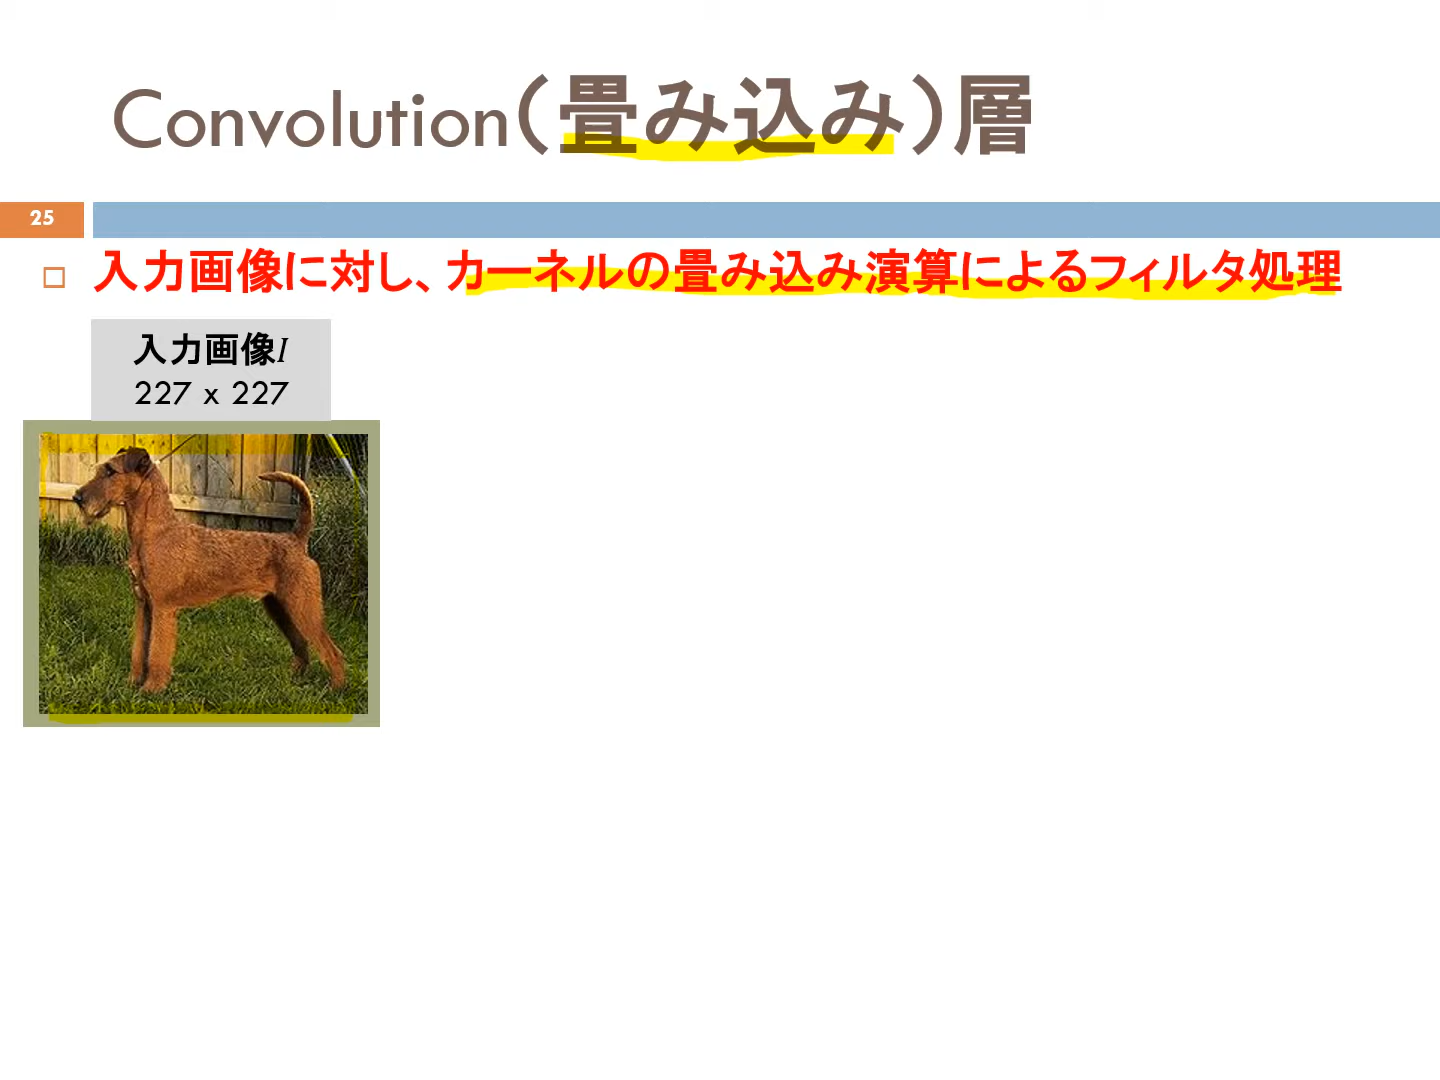 Convolution（畳み込み）層
25
入力画像に対し、カーネルの畳み込み演算によるフィルタ処理
入力画像I
227 x 227